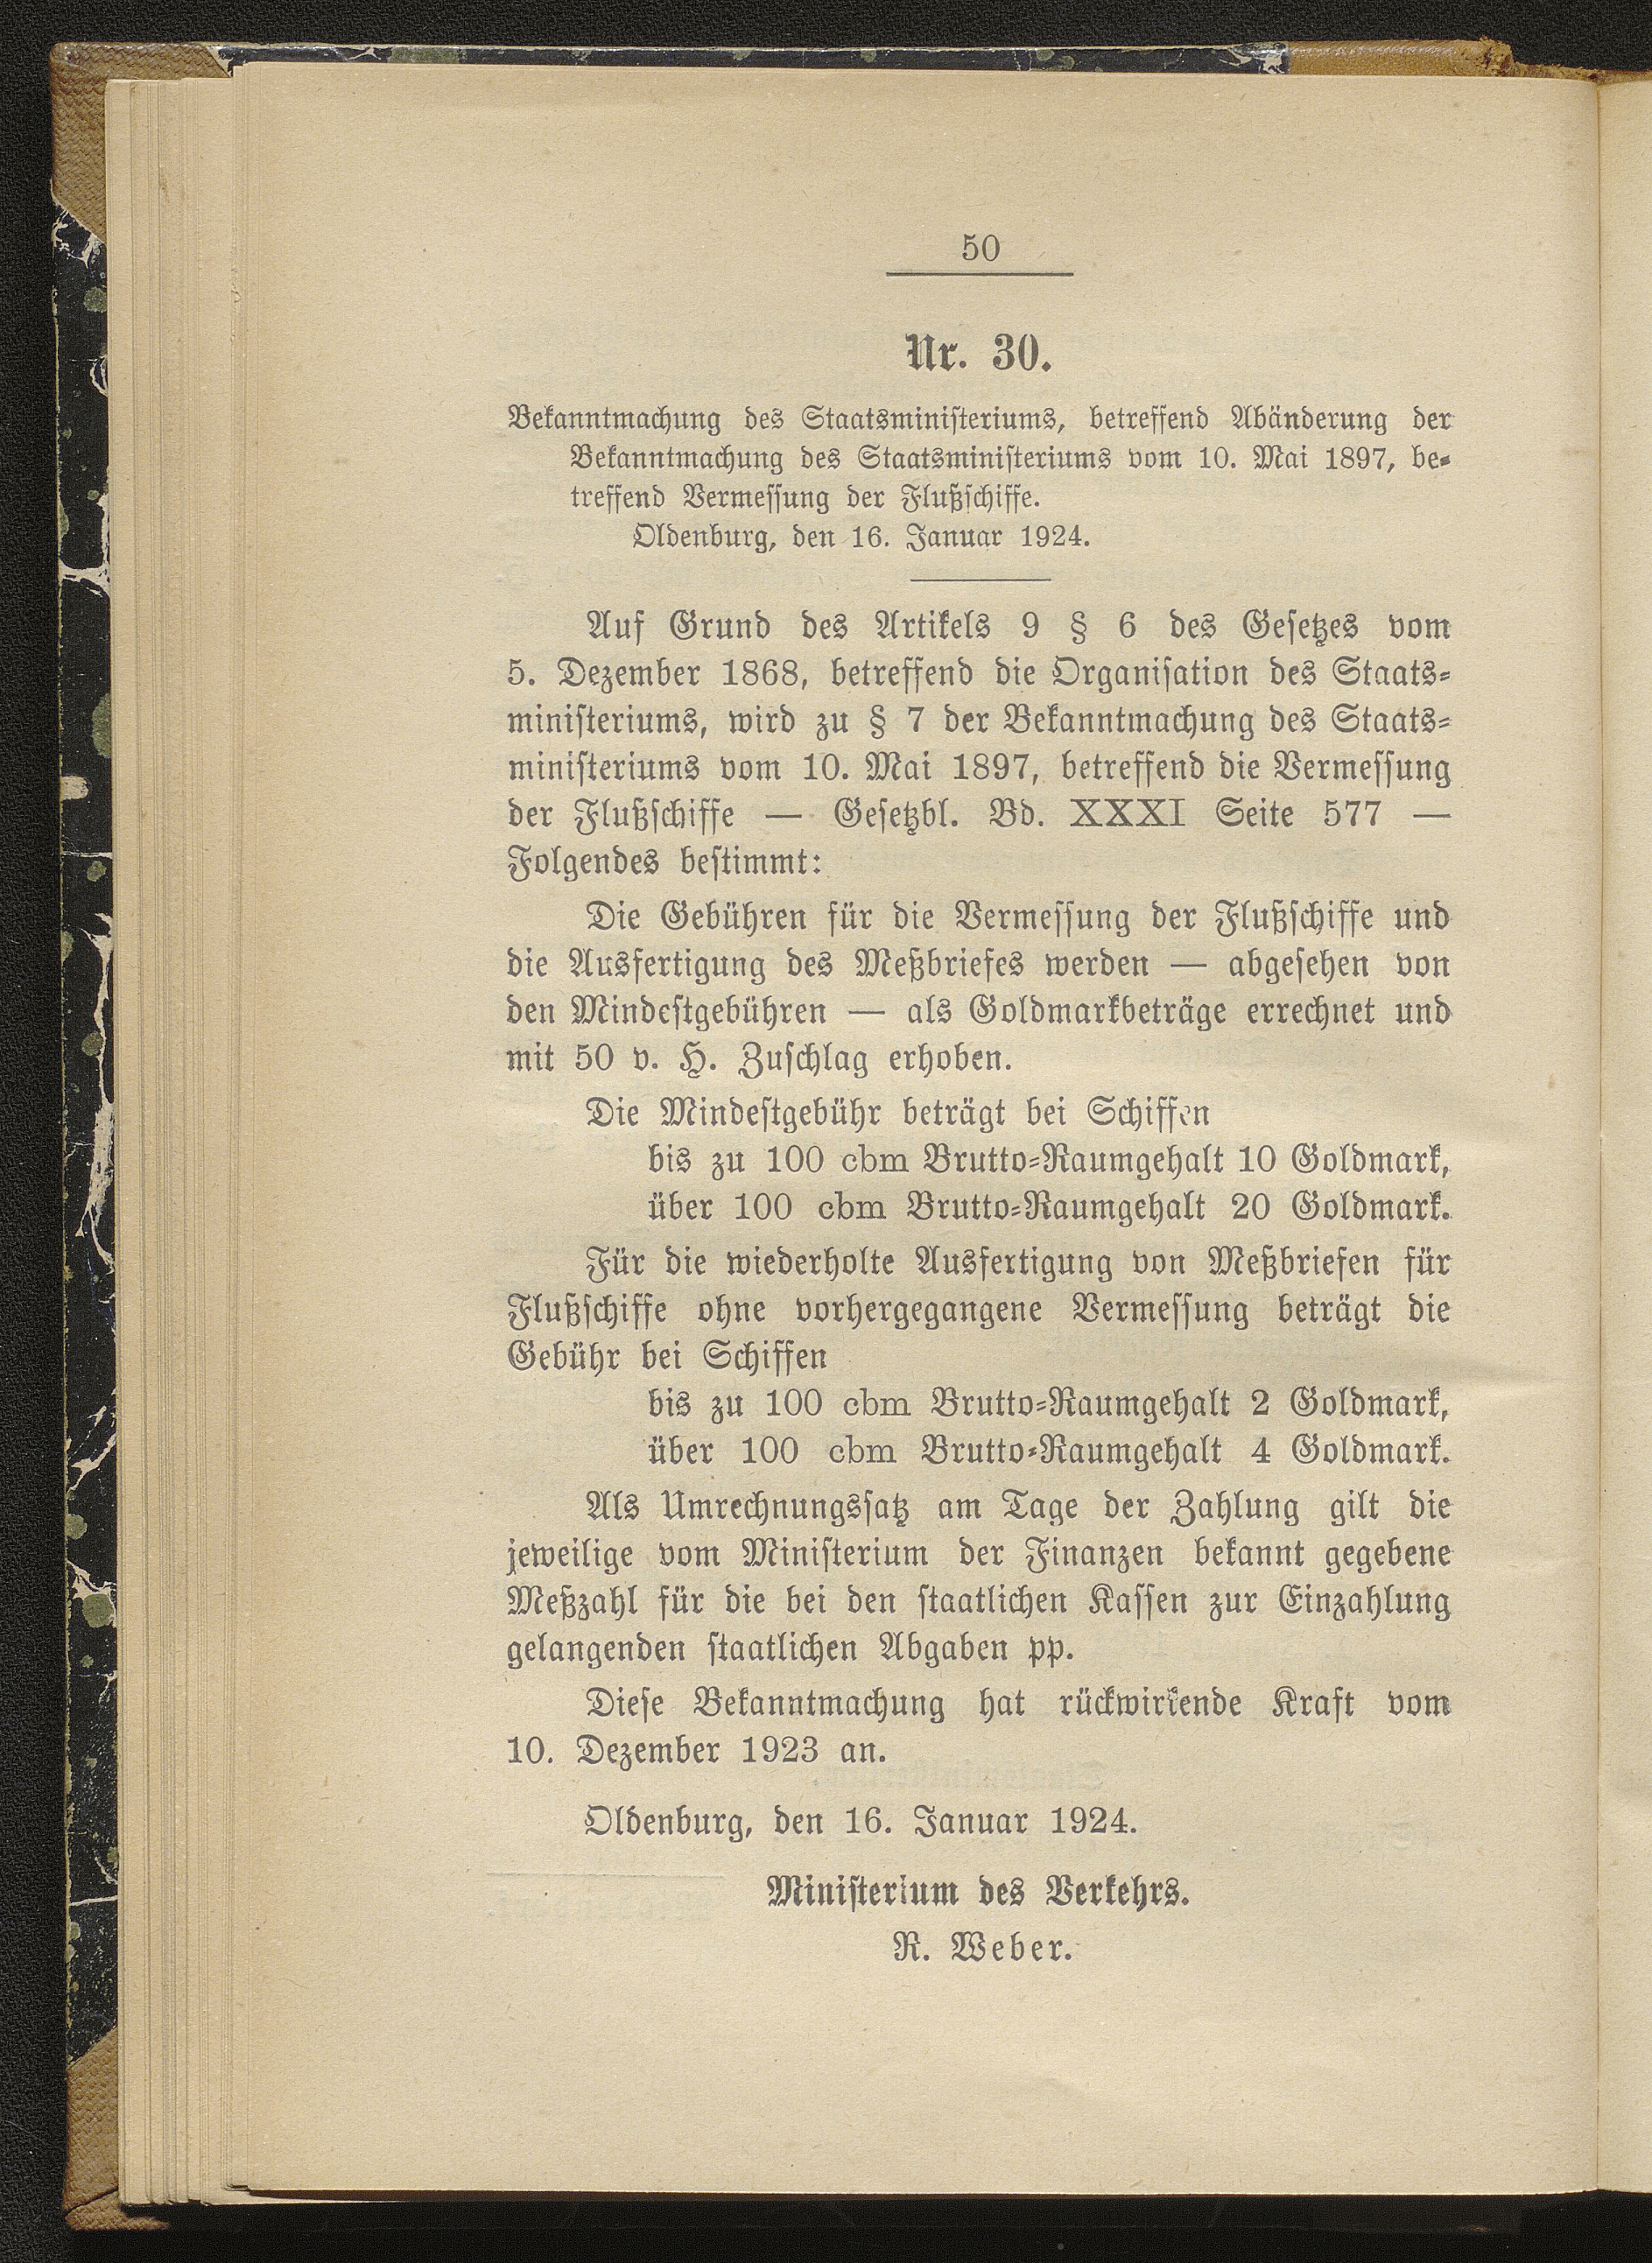 50
Nr. 30.
Bekanntmachung des Staatsministeriums, betreffend Abänderung der
Bekanntmachung des Staatsministeriums vom 10. Mai 1897, be-
treffend Vermessung der Flußschiffe.
Oldenburg, den 16. Januar 1924.
Auf Grund des Artikels 9 § 6 des Gesetzes vom
5. Dezember 1868, betreffend die Organisation des Staats-
ministeriums, wird zu § 7 der Bekanntmachung des Staats-
ministeriums vom 10. Mai 1897, betreffend die Vermessung
der Flußschiffe — Gesetzbl. Bd. XXXI Seite 577 —
Folgendes bestimmt:
Die Gebühren für die Vermessung der Flußschiffe und
die Ausfertigung des Meßbriefes werden — abgesehen von
den Mindestgebühren — als Goldmarkbeträge errechnet und
mit 50 v. H. Zuschlag erhoben.
Die Mindestgebühr beträgt bei Schiffen
bis zu 100 cbm Brutto-Raumgehalt 10 Goldmark,
über 100 cbm Brutto-Raumgehalt 20 Goldmark.
Für die wiederholte Ausfertigung von Meßbriefen für
Flußschiffe ohne vorhergegangene Vermessung beträgt die
Gebühr bei Schiffen
bis zu 100 cbm Brutto-Raumgehalt 2 Goldmark,
über 100 cbm Brutto-Raumgehalt 4 Goldmark.
Als Umrechnungssatz am Tage der Zahlung gilt die
jeweilige vom Ministerium der Finanzen bekannt gegebene
Meßzahl für die bei den staatlichen Kassen zur Einzahlung
gelangenden staatlichen Abgaben pp.
Diese Bekanntmachung hat rückwirkende Kraft vom
10. Dezember 1923 an.
Oldenburg, den 16. Januar 1924.
Ministerium des Verkehrs.
R. Weber.